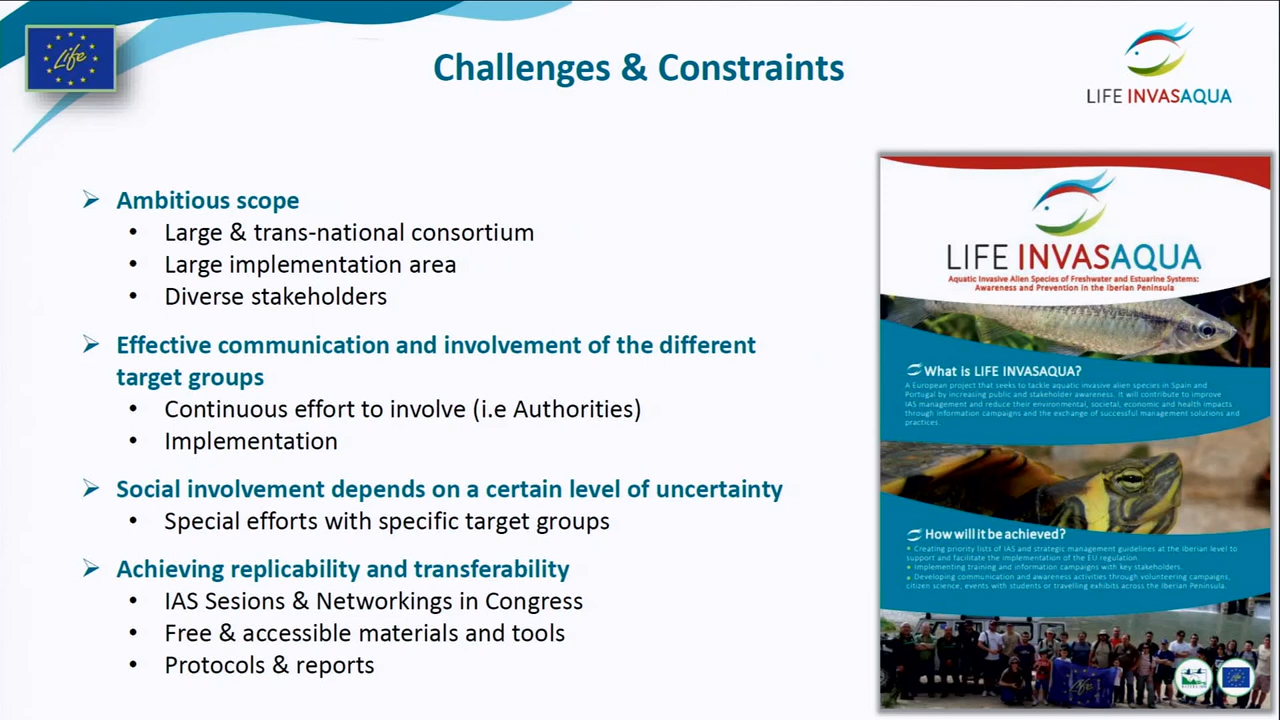 Life
Challenges & Constraints
LIFE INVASAQUA
➢ Ambitious scope
• Large & trans-national consortium
• Large implementation area
• Diverse stakeholders
➢ Effective communication and involvement of the different
target groups
• Continuous effort to involve (i.e Authorities)
• Implementation
➢ Social involvement depends on a certain level of uncertainty
• Special efforts with specific target groups
➢ Achieving replicability and transferability
• IAS Sesions & Networkings in Congress
• Free & accessible materials and tools
• Protocols & reports
LIFE INVASAQUA
Aquatic Invasive Alien Species of Freshwater and Estuarine Systems:
Awareness and Prevention in the Iberian Peninsula
What is LIFE INVASAQUA?
A European project that seeks to tackle aquatic invasive alien species in Spain and
Portugal by increasing public and stakeholder awareness. It will contribute to improve
IAS management and reduce their environmental, societal, economic and health impacts
through information campaigns and the exchange of successful management solutions and
practices.
How will it be achieved?
• Creating priority lists of IAS and strategic management guidelines at the Iberian level to
support and facilitate the implementation of the EU regulation
• Implementing training and information campaigns with key stakeholders.
• Developing communication and awareness activities through volunteering campaigns,
citizen science, events with students or travelling exhibits across the Iberian Peninsula.